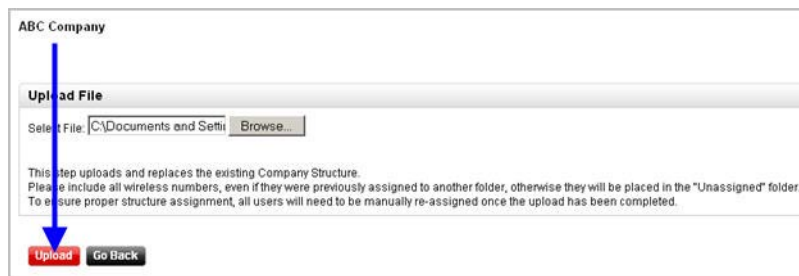 ABC Company
Upload File
Select File: C:\Documents and Settin Browse...
This step uploads and replaces the existing Company Structure.
Please include all wireless numbers, even if they were previously assigned to another folder, otherwise they will be placed in the "Unassigned" folder
To ensure proper structure assignment, all users will need to be manually re-assigned once the upload has been completed.
Upload Go Back